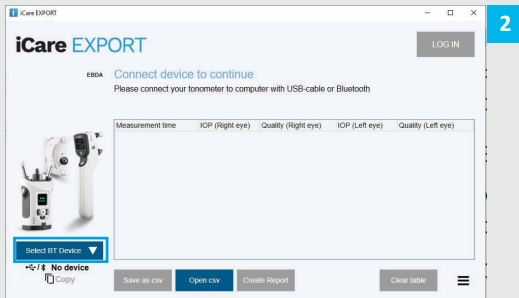 iCare EXPORT
2
iCare EXPORT
LOG IN
EBOA
Connect device to continue
Please connect your tonometer to computer with USB-cable or Bluetooth
Measurement time IOP (Right eye) Quality (Right eye) IOP (Left eye) Quality (Left eye)
Select BT Device
No device
Copy
Save as csv Open csv Create Report Clear table